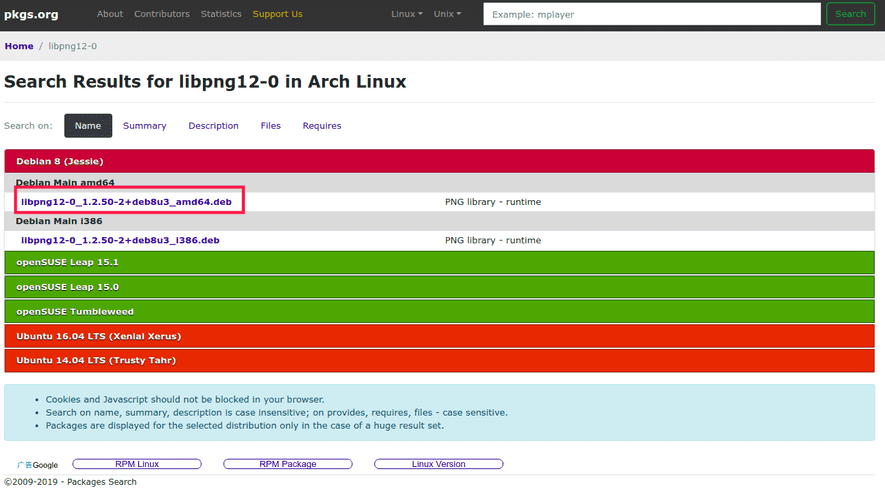 pkgs.org About Contributors Statistics Support Us Linux Unix Example: mplayer Search
Home / libpng12-0
Search Results for libpng12-0 in Arch Linux
Search on: Name Summary Description Files Requires
Debian 8 (Jessie)
Debian Main amd64
libpng12-0_1.2.50-2+deb8u3_amd64.deb PNG library - runtime
Debian Main i386
libpng12-0_1.2.50-2+deb8u3_i386.deb PNG library - runtime
openSUSE Leap 15.1
openSUSE Leap 15.0
openSUSE Tumbleweed
Ubuntu 16.04 LTS (Xenial Xerus)
Ubuntu 14.04 LTS (Trusty Tahr)
• Cookies and Javascript should not be blocked in your browser.
• Search on name, summary, description is case insensitive; on provides, requires, files - case sensitive.
• Packages are displayed for the selected distribution only in the case of a huge result set.
广告Google RPM Linux RPM Package Linux Version
©2009-2019 - Packages Search